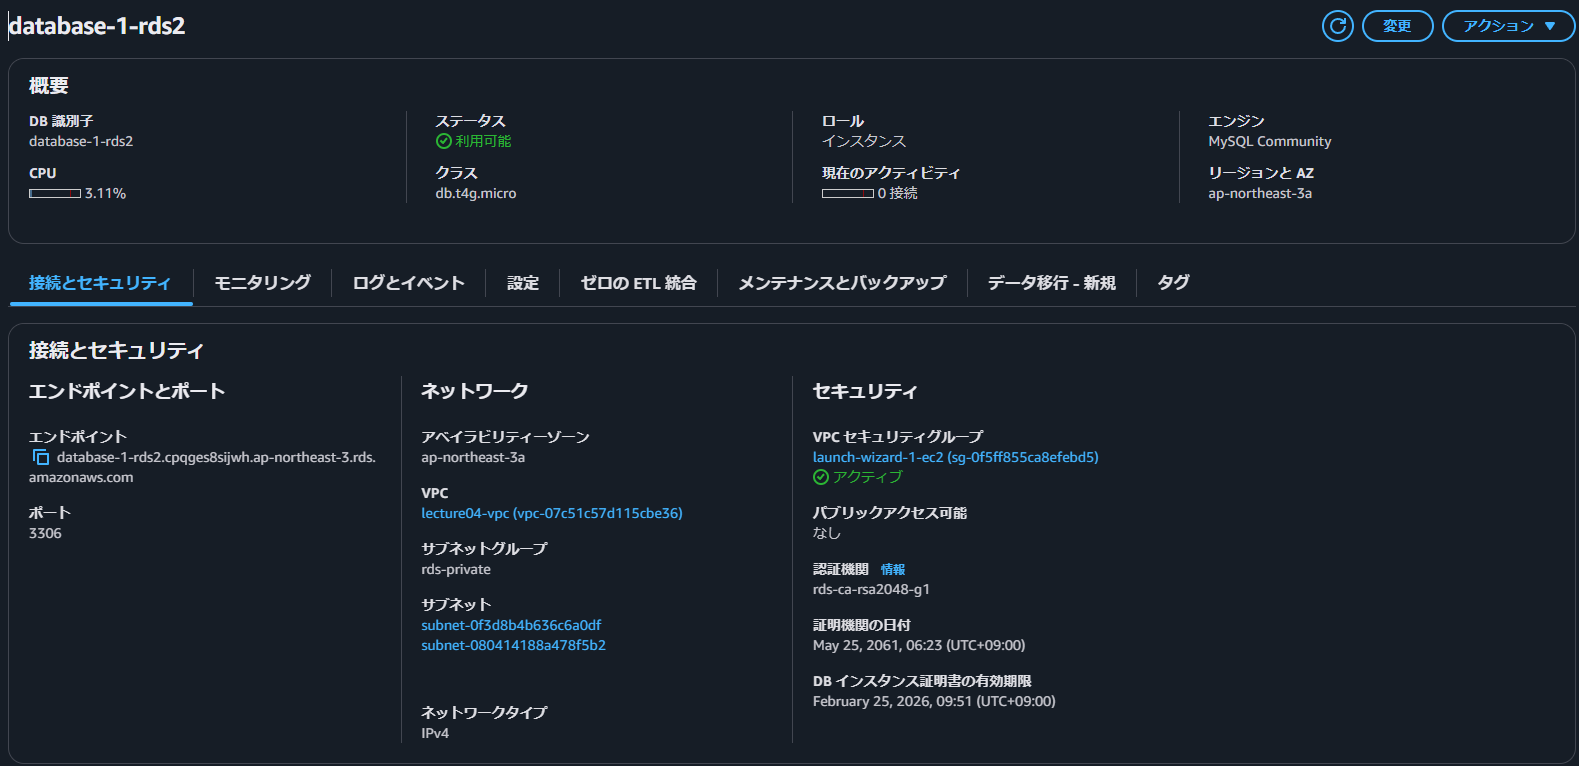 database-1-rds2
変更
アクション
概要
DB 識別子
database-1-rds2
ステータス
利用可能
ロール
インスタンス
エンジン
MySQL Community
CPU
3.11%
クラス
db.t4g.micro
現在のアクティビティ
0 接続
リージョンと AZ
ap-northeast-3a
接続とセキュリティ
モニタリング
ログとイベント
設定
ゼロの ETL 統合
メンテナンスとバックアップ
データ移行 - 新規
タグ
接続とセキュリティ
エンドポイントとポート
エンドポイント
database-1-rds2.cpqges8sijwh.ap-northeast-3.rds.
amazonaws.com
ポート
3306
ネットワーク
アベイラビリティーゾーン
ap-northeast-3a
VPC
lecture04-vpc (vpc-07c51c57d115cbe36)
サブネットグループ
rds-private
サブネット
subnet-0f3d8b4b636c6a0df
subnet-080414188a478f5b2
ネットワークタイプ
IPv4
セキュリティ
VPC セキュリティグループ
launch-wizard-1-ec2 (sg-0f5ff855ca8efebd5)
アクティブ
パブリックアクセス可能
なし
認証機関 情報
rds-ca-rsa2048-g1
証明機関の日付
May 25, 2061, 06:23 (UTC+09:00)
DB インスタンス証明書の有効期限
February 25, 2026, 09:51 (UTC+09:00)